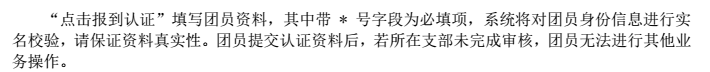 “点击报到认证”填写团员资料，其中带 * 号字段为必填项，系统将对团员身份信息进行实
名校验，请保证资料真实性。团员提交认证资料后，若所在支部未完成审核，团员无法进行其他业
务操作。